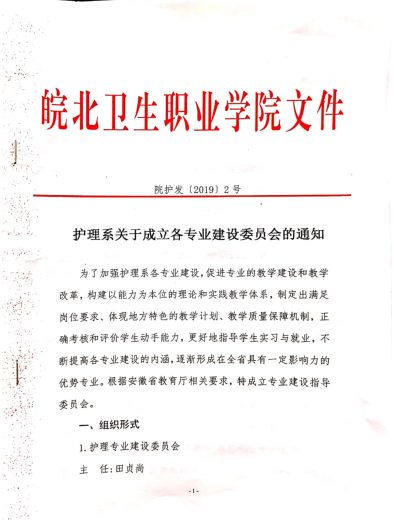 皖北卫生职业学院文件
院护发〔2019〕2号
护理系关于成立各专业建设委员会的通知
为了加强护理系各专业建设,促进专业的教学建设和教学
改革，构建以能力为本位的理论和实践教学体系，制定出满足
岗位要求、体现地方特色的教学计划、教学质量保障机制，正
确考核和评价学生动手能力，更好地指导学生实习与就业，不
断提高各专业建设的内涵,逐渐形成在全省具有一定影响力的
优势专业。根据安徽省教育厅相关要求，特成立专业建设指导
委员会。
一、组织形式
1.护理专业建设委员会
主 任:田贞尚
-1-